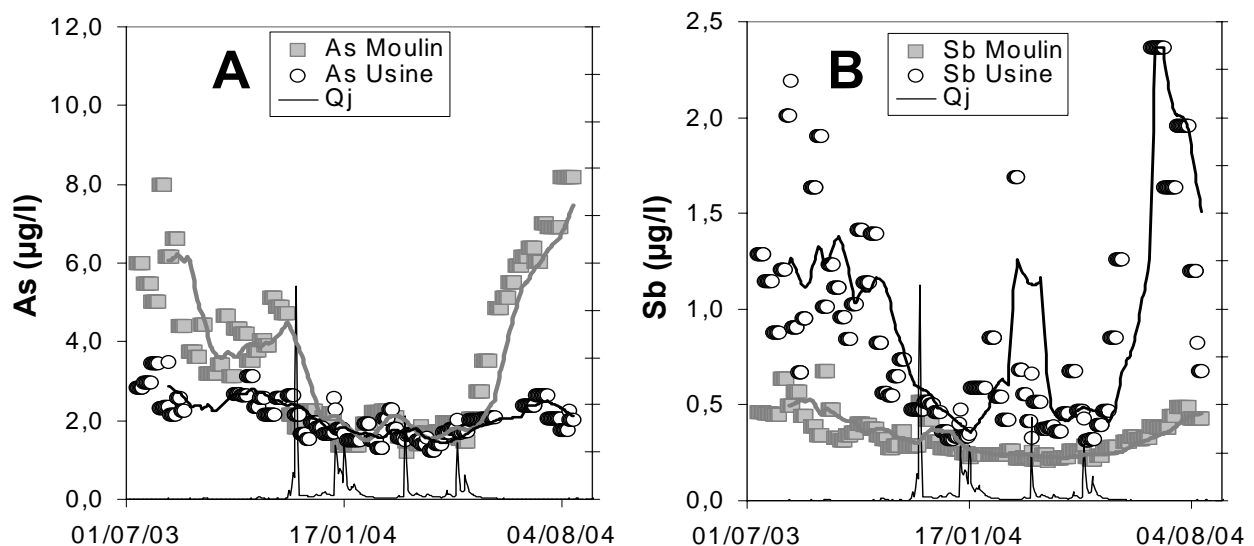 A
As Moulin
As Usine
Qj
As (µg/l)
12,0
10,0
8,0
6,0
4,0
2,0
0,0
01/07/03
17/01/04
04/08/04
B
Sb Moulin
Sb Usine
Qj
Sb (µg/l)
2,5
2,0
1,5
1,0
0,5
0,0
01/07/03
17/01/04
04/08/04